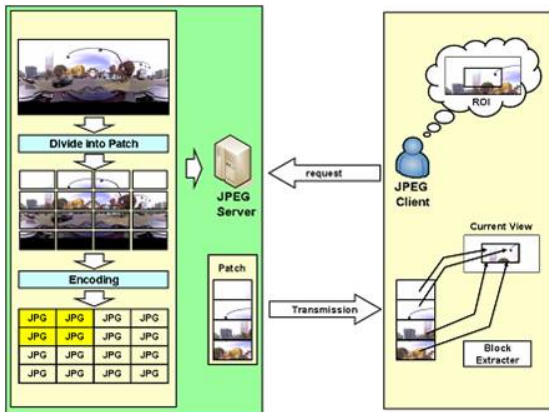 Divide into Patch
Encoding
JPG JPG JPG JPG
JPG JPG JPG JPG
JPG JPG JPG JPG
JPG JPG JPG JPG
JPEG
Server
Patch
request
Transmission
ROI
JPEG
Client
Current View
Block
Extracter